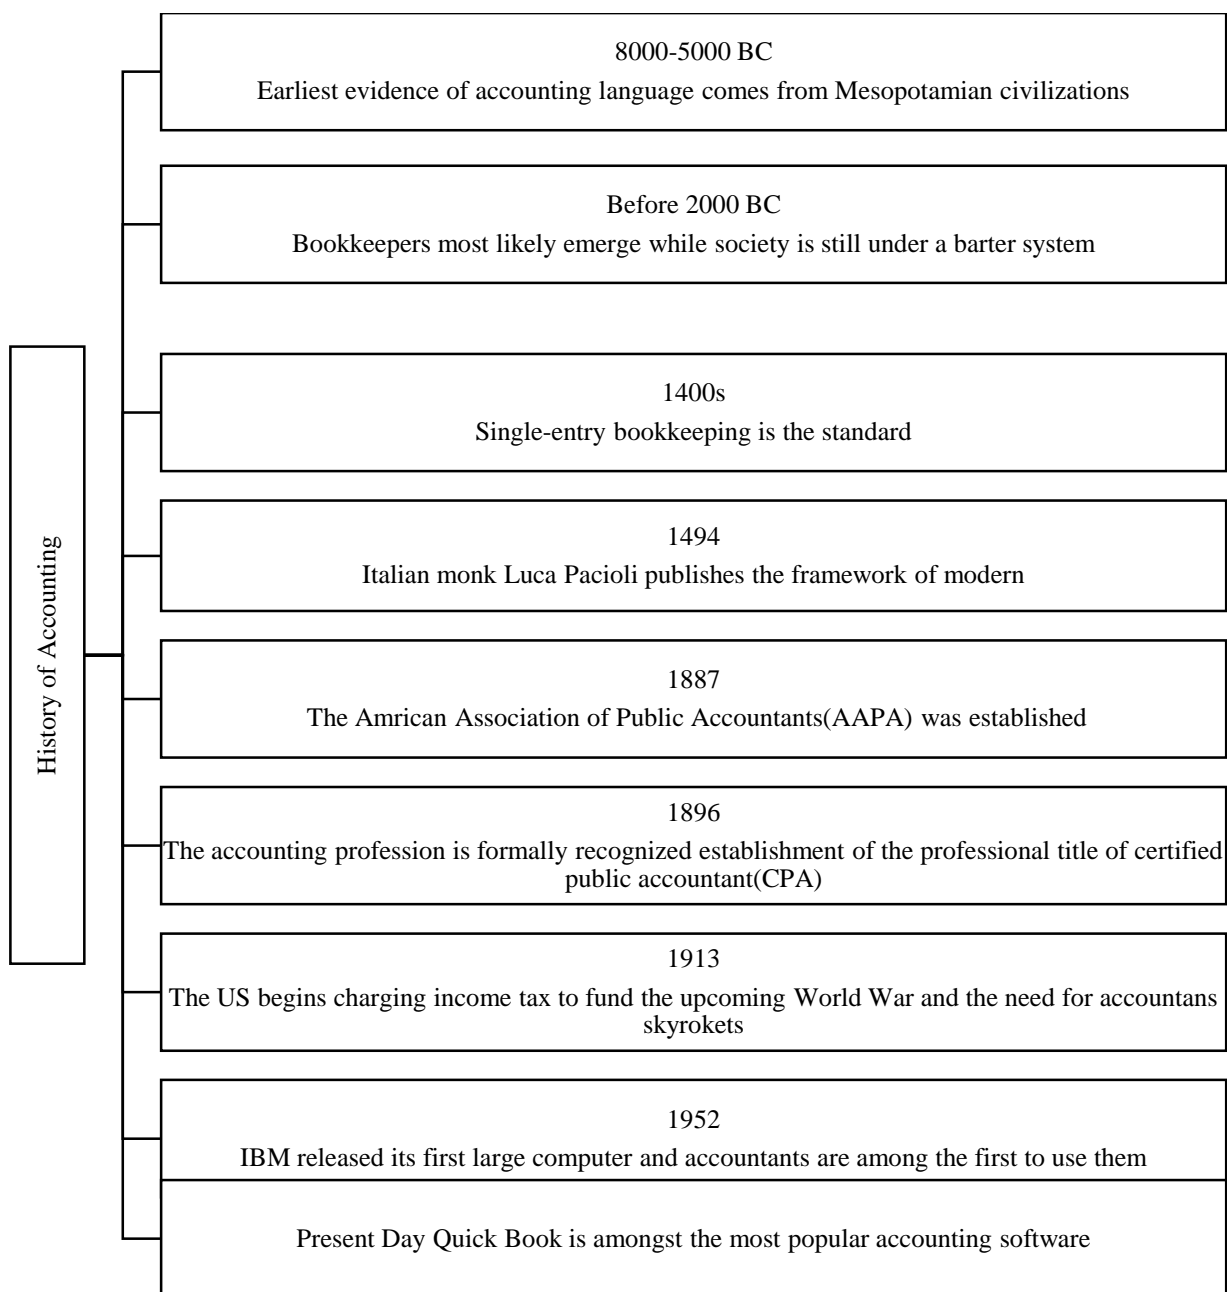 8000-5000 BC
Earliest evidence of accounting language comes from Mesopotamian civilizations
Before 2000 BC
Bookkeepers most likely emerge while society is still under a barter system
History of Accounting
1400s
Single-entry bookkeeping is the standard
1494
Italian monk Luca Pacioli publishes the framework of modern
1887
The Amrican Association of Public Accountants(AAPA) was established
1896
The accounting profession is formally recognized establishment of the professional title of certified
public accountant(CPA)
1913
The US begins charging income tax to fund the upcoming World War and the need for accountans
skyrokets
1952
IBM released its first large computer and accountants are among the first to use them
Present Day Quick Book is amongst the most popular accounting software